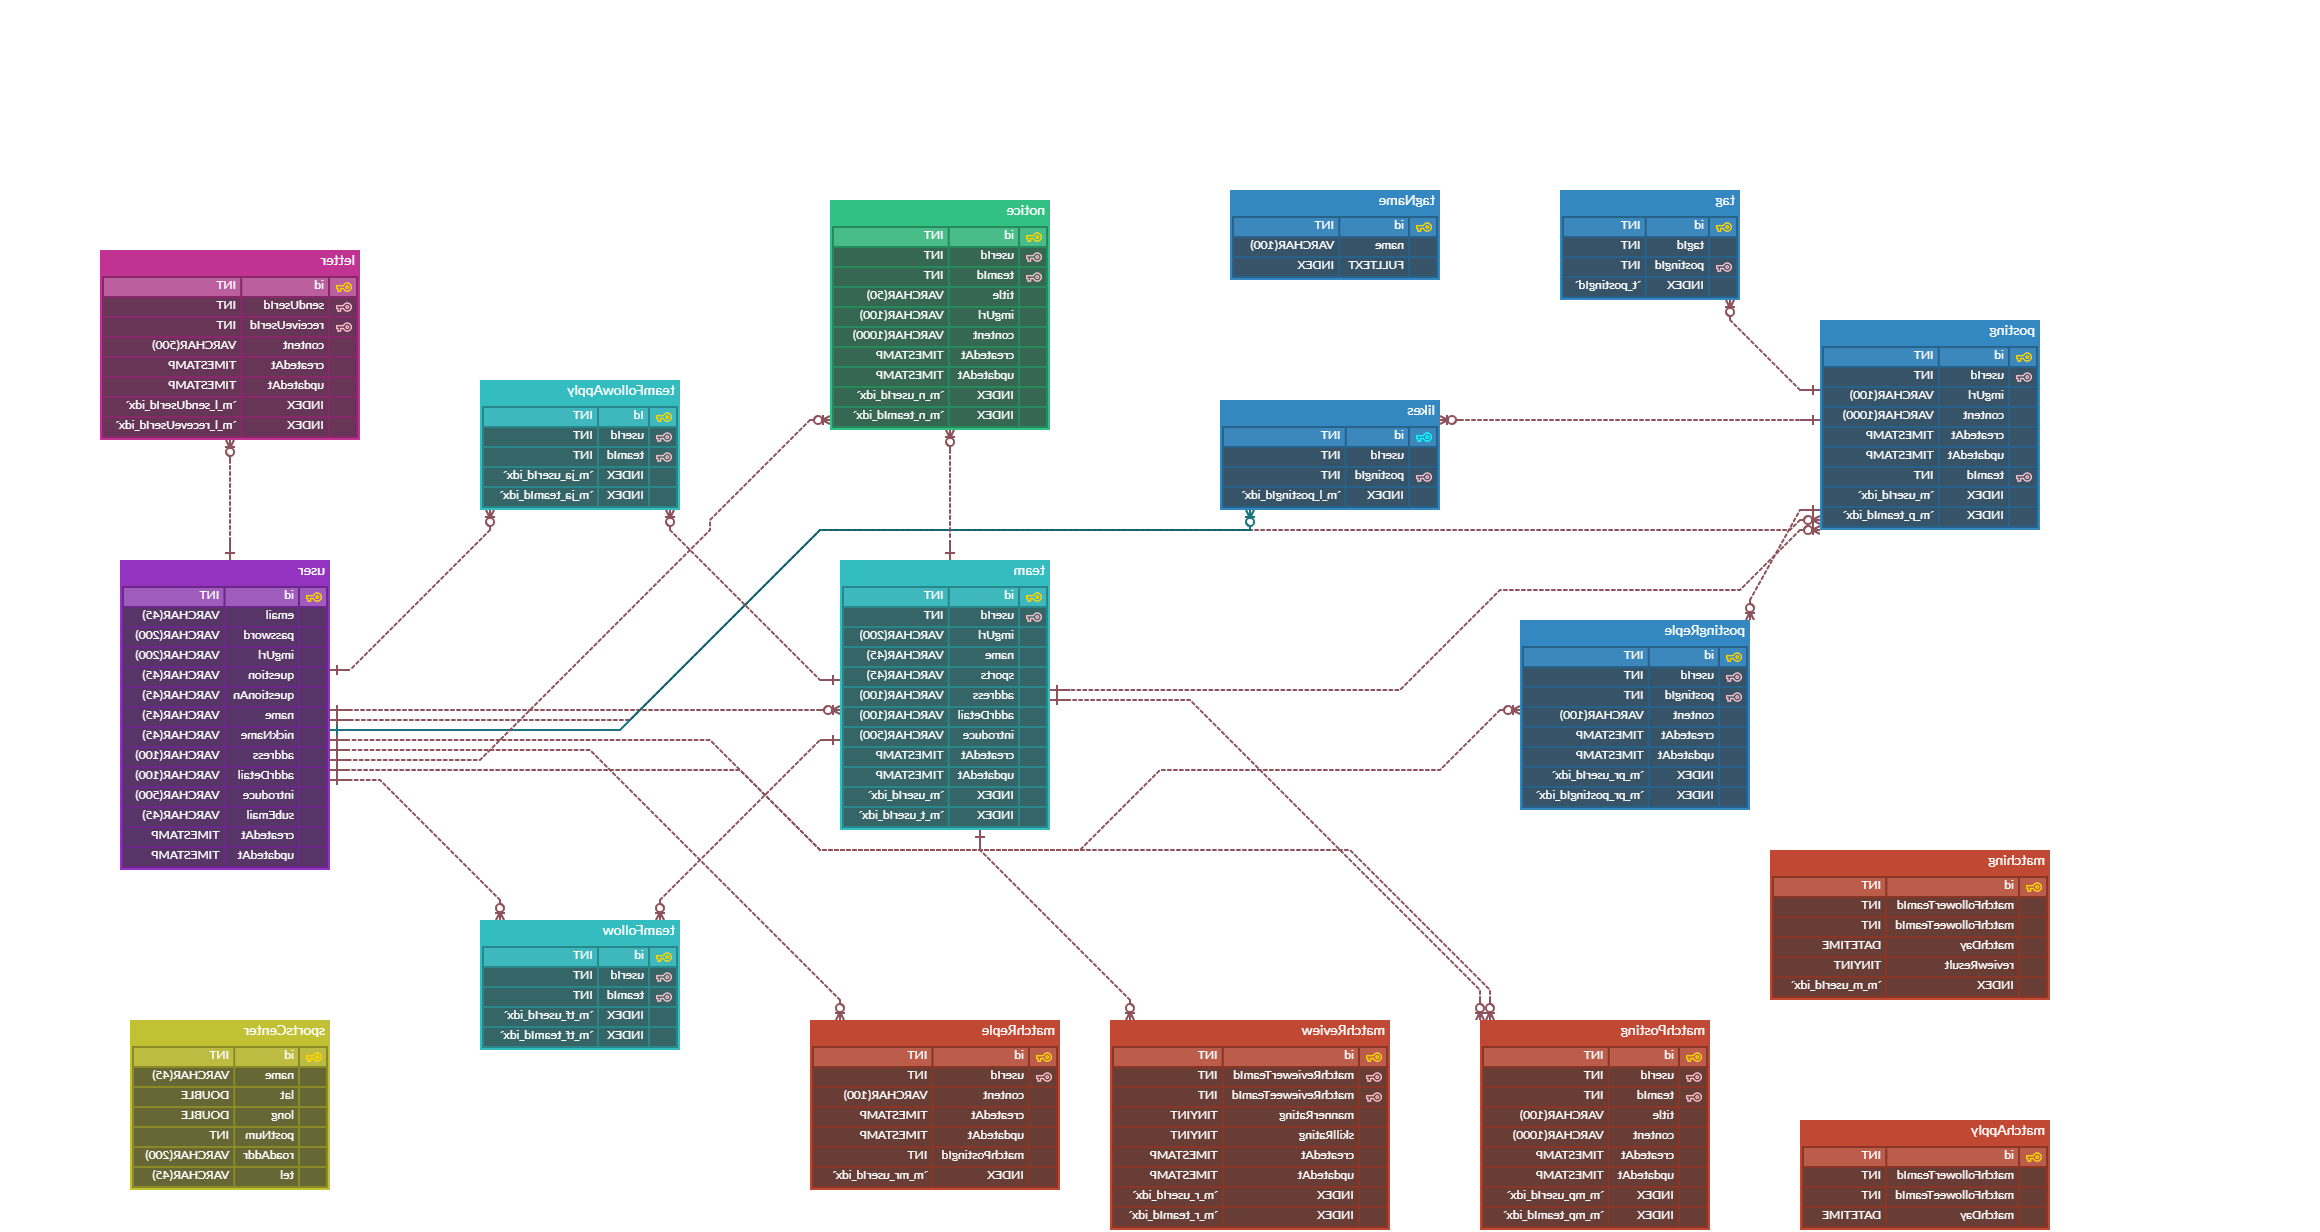 tag
id INT
tagId INT
postingId INT
INDEX `t_postingId`
tagName
id INT
name VARCHAR(100)
FULLTEXT INDEX
notice
id INT
userId INT
teamId INT
title VARCHAR(50)
imgUrl VARCHAR(100)
content VARCHAR(1000)
createdAt TIMESTAMP
updatedAt TIMESTAMP
INDEX `m_n_userId_idx`
INDEX `m_n_teamId_idx`
letter
id INT
sendUserId INT
receiveUserId INT
content VARCHAR(500)
createdAt TIMESTAMP
updatedAt TIMESTAMP
INDEX `m_l_sendUserId_idx`
INDEX `m_l_receveUserId_idx`
posting
id INT
userId INT
imgUrl VARCHAR(100)
content VARCHAR(1000)
createdAt TIMESTAMP
updatedAt TIMESTAMP
teamId INT
INDEX `m_userId_idx`
INDEX `m_p_teamId_idx`
likes
id INT
userId INT
postingId INT
INDEX `m_l_postingId_idx`
teamFollowApply
Id INT
userId INT
teamId INT
INDEX `m_ja_userId_idx`
INDEX `m_ja_teamId_idx`
postingReple
id INT
userId INT
postingId INT
content VARCHAR(100)
createdAt TIMESTAMP
updatedAt TIMESTAMP
INDEX `m_pr_userId_idx`
INDEX `m_pr_postingId_idx`
team
id INT
userId INT
imgUrl VARCHAR(200)
name VARCHAR(45)
sports VARCHAR(45)
address VARCHAR(100)
addrDetail VARCHAR(100)
introduce VARCHAR(500)
createdAt TIMESTAMP
updatedAt TIMESTAMP
INDEX `m_userId_idx`
INDEX `m_t_userId_idx`
user
id INT
email VARCHAR(45)
password VARCHAR(200)
imgUrl VARCHAR(200)
question VARCHAR(45)
questionAn VARCHAR(45)
name VARCHAR(45)
nickName VARCHAR(45)
address VARCHAR(100)
addrDetail VARCHAR(100)
introduce VARCHAR(500)
subEmail VARCHAR(45)
createdAt TIMESTAMP
updatedAt TIMESTAMP
matching
id INT
matchFollowerTeamId INT
matchFolloweeTeamId INT
matchDay DATETIME
reviewResult TINYINT
INDEX `m_m_userId_idx`
teamFollow
id INT
userId INT
teamId INT
INDEX `m_tf_userId_idx`
INDEX `m_tf_teamId_idx`
matchApply
id INT
matchFollowerTeamId INT
matchFolloweeTeamId INT
matchDay DATETIME
matchPosting
id INT
userId INT
teamId INT
title VARCHAR(100)
content VARCHAR(1000)
createdAt TIMESTAMP
updatedAt TIMESTAMP
INDEX `m_mp_userId_idx`
INDEX `m_mp_teamId_idx`
matchReview
id INT
matchReviewerTeamId INT
matchRevieweeTeamId INT
mannerRating TINYINT
skillRating TINYINT
createdAt TIMESTAMP
updatedAt TIMESTAMP
INDEX `m_r_userId_idx`
INDEX `m_r_teamId_idx`
matchReple
id INT
userId INT
content VARCHAR(100)
createdAt TIMESTAMP
updatedAt TIMESTAMP
matchPostingId INT
INDEX `m_mr_userId_idx`
sportsCenter
id INT
name VARCHAR(45)
lat DOUBLE
long DOUBLE
postNum INT
roadAddr VARCHAR(200)
tel VARCHAR(45)